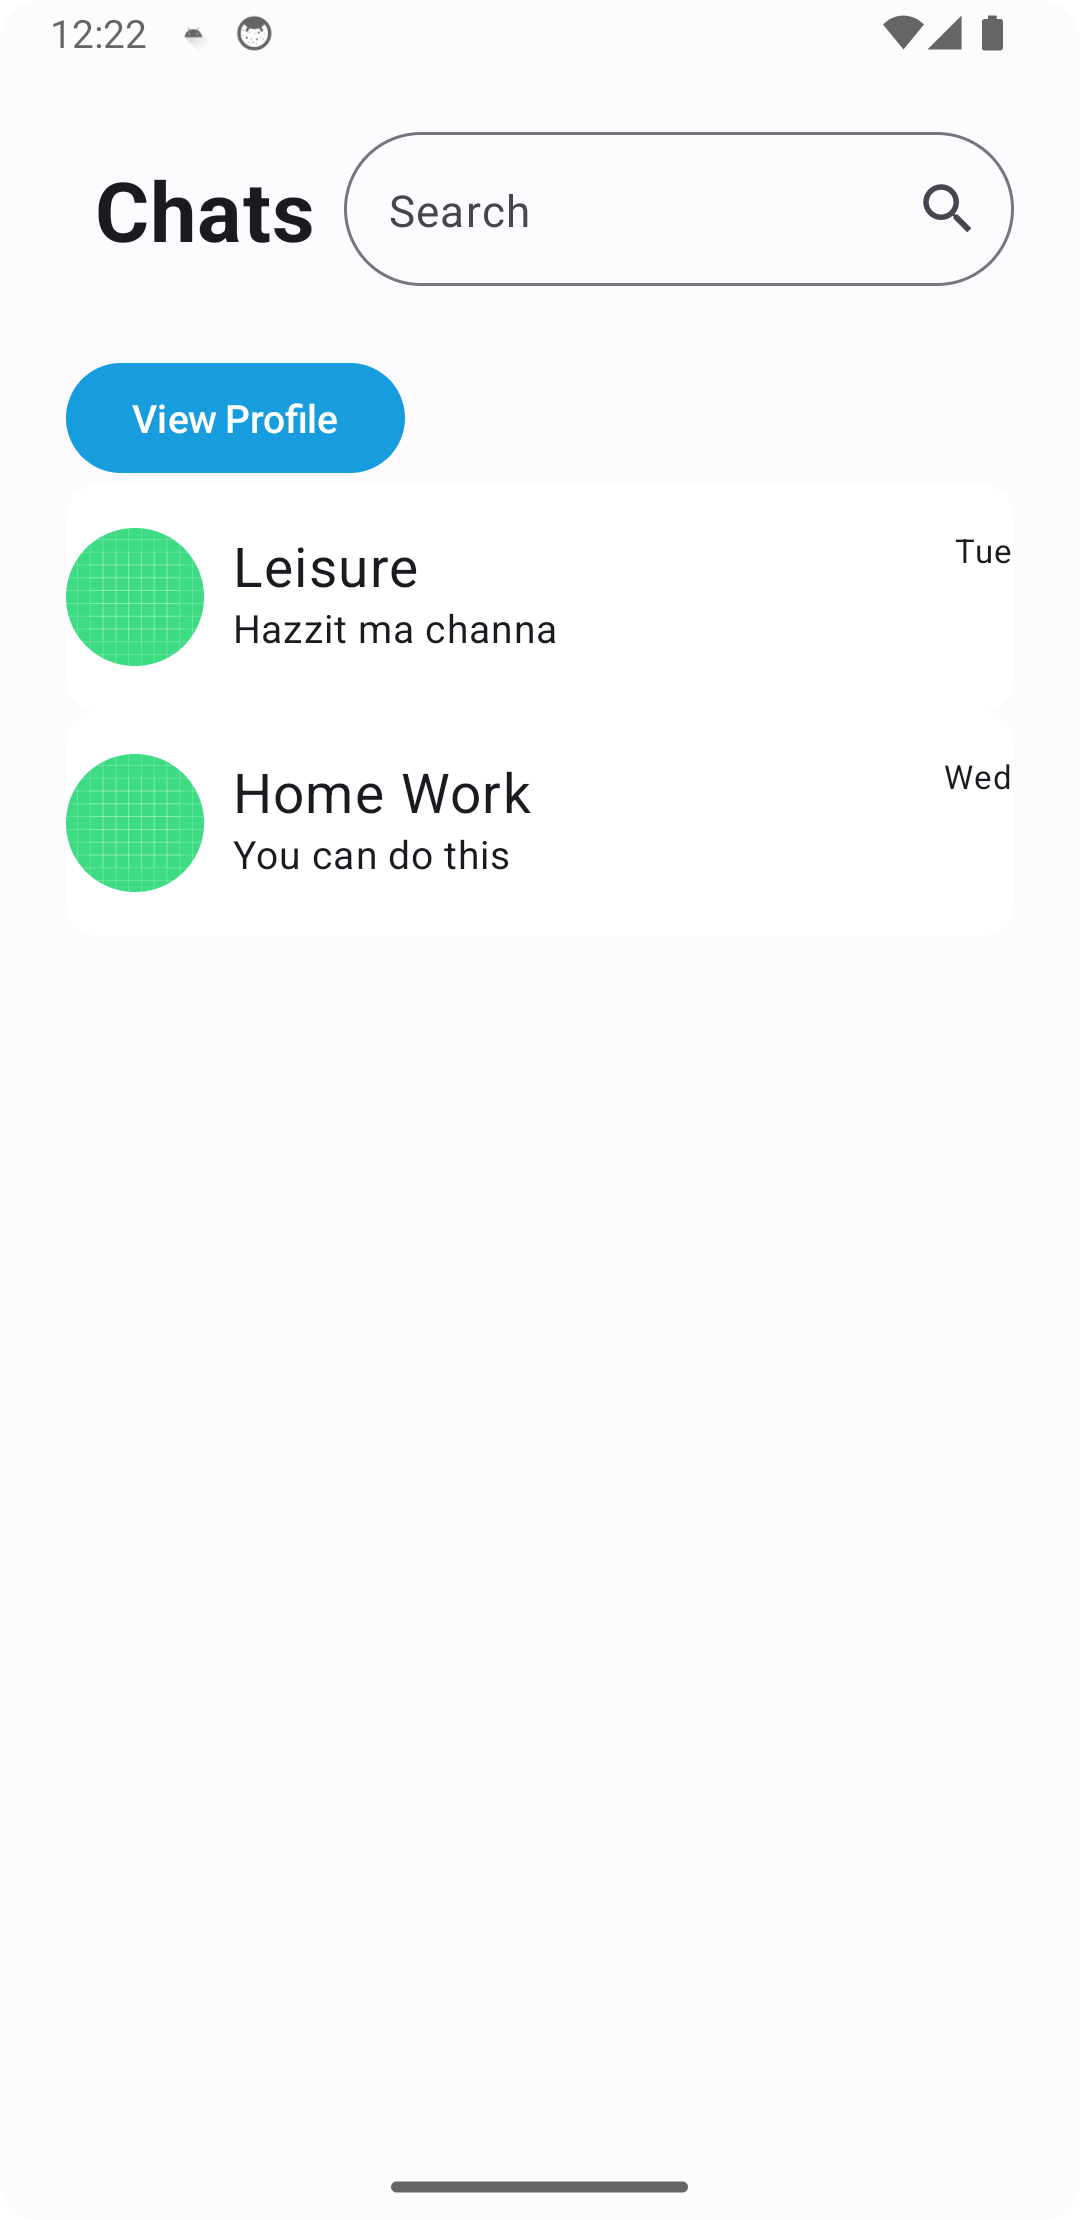 12:22
Chats
Search
View Profile
Leisure
Tue
Hazzit ma channa
Home Work
Wed
You can do this